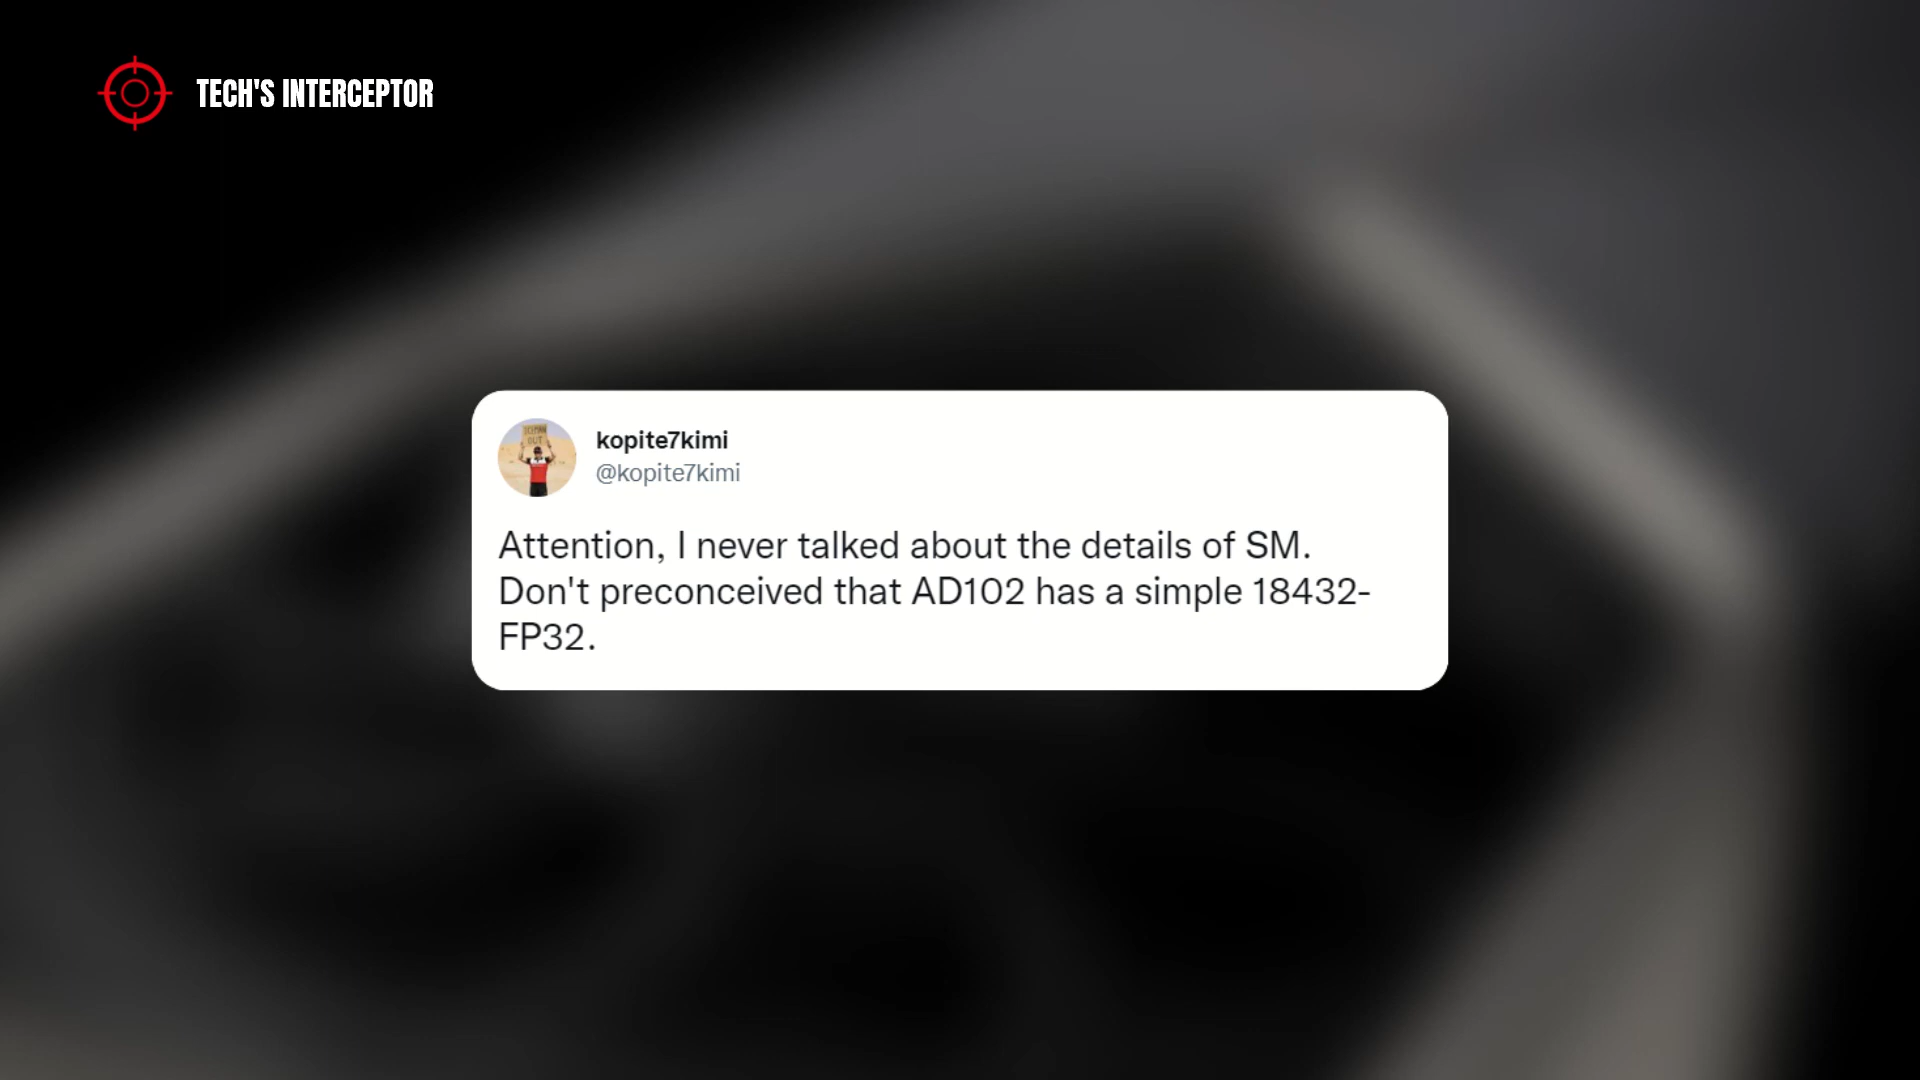 TECH'S INTERCEPTOR
kopite7kimi
@kopite7kimi
Attention, I never talked about the details of SM.
Don't preconceived that AD102 has a simple 18432-
FP32.